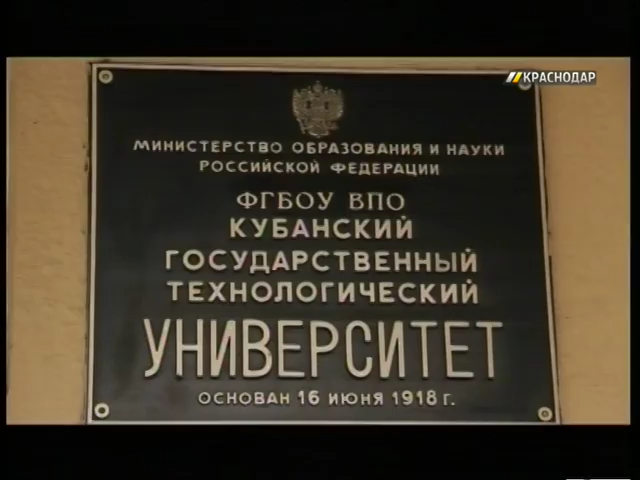 КРАСНОДАР
МИНИСТЕРСТВО ОБРАЗОВАНИЯ И НАУКИ
РОССИЙСКОЙ ФЕДЕРАЦИИ
ФГБОУ ВПО
КУБАНСКИЙ
ГОСУДАРСТВЕННЫЙ
ТЕХНОЛОГИЧЕСКИЙ
УНИВЕРСИТЕТ
ОСНОВАН 16 ИЮНЯ 1918 г.